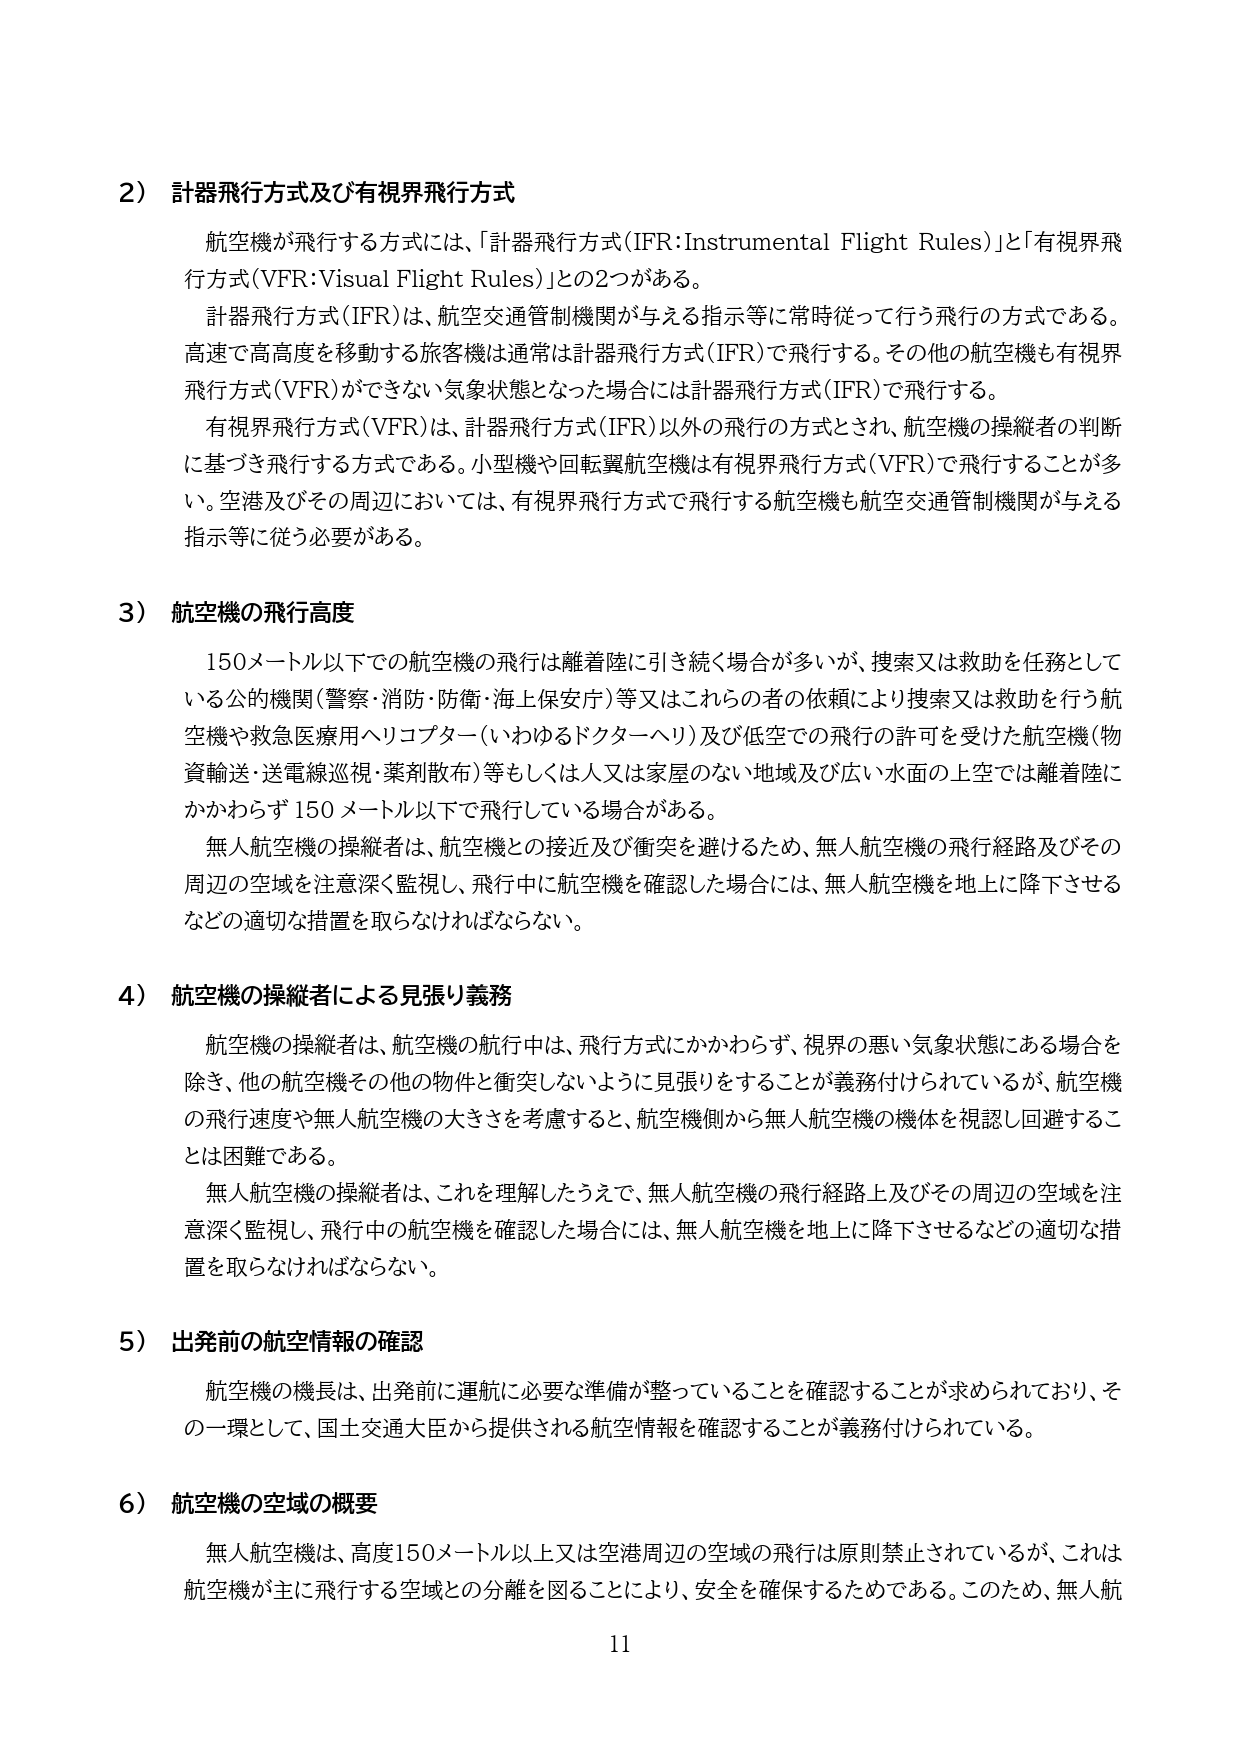 2） 計器飛行方式及び有視界飛行方式
航空機が飛行する方式には、「計器飛行方式（IFR：Instrumental Flight Rules）」と「有視界飛
行方式（VFR：Visual Flight Rules）」との2つがある。
計器飛行方式（IFR）は、航空交通管制機関が与える指示等に常時従って行う飛行の方式である。
高速で高高度を移動する旅客機は通常は計器飛行方式（IFR）で飛行する。その他の航空機も有視界
飛行方式（VFR）ができない気象状態となった場合には計器飛行方式（IFR）で飛行する。
有視界飛行方式（VFR）は、計器飛行方式（IFR）以外の飛行の方式とされ、航空機の操縦者の判断
に基づき飛行する方式である。小型機や回転翼航空機は有視界飛行方式（VFR）で飛行することが多
い。空港及びその周辺においては、有視界飛行方式で飛行する航空機も航空交通管制機関が与える
指示等に従う必要がある。
3） 航空機の飛行高度
150メートル以下での航空機の飛行は離着陸に引き続く場合が多いが、捜索又は救助を任務として
いる公的機関（警察・消防・防衛・海上保安庁）等又はこれらの者の依頼により捜索又は救助を行う航
空機や救急医療用ヘリコプター（いわゆるドクターヘリ）及び低空での飛行の許可を受けた航空機（物
資輸送・送電線巡視・薬剤散布）等もしくは人又は家屋のない地域及び広い水面の上空では離着陸に
かかわらず 150 メートル以下で飛行している場合がある。
無人航空機の操縦者は、航空機との接近及び衝突を避けるため、無人航空機の飛行経路及びその
周辺の空域を注意深く監視し、飛行中に航空機を確認した場合には、無人航空機を地上に降下させる
などの適切な措置を取らなければならない。
4） 航空機の操縦者による見張り義務
航空機の操縦者は、航空機の航行中は、飛行方式にかかわらず、視界の悪い気象状態にある場合を
除き、他の航空機その他の物件と衝突しないように見張りをすることが義務付けられているが、航空機
の飛行速度や無人航空機の大きさを考慮すると、航空機側から無人航空機の機体を視認し回避するこ
とは困難である。
無人航空機の操縦者は、これを理解したうえで、無人航空機の飛行経路上及びその周辺の空域を注
意深く監視し、飛行中の航空機を確認した場合には、無人航空機を地上に降下させるなどの適切な措
置を取らなければならない。
5） 出発前の航空情報の確認
航空機の機長は、出発前に運航に必要な準備が整っていることを確認することが求められており、そ
の一環として、国土交通大臣から提供される航空情報を確認することが義務付けられている。
6） 航空機の空域の概要
無人航空機は、高度150メートル以上又は空港周辺の空域の飛行は原則禁止されているが、これは
航空機が主に飛行する空域との分離を図ることにより、安全を確保するためである。このため、無人航
11